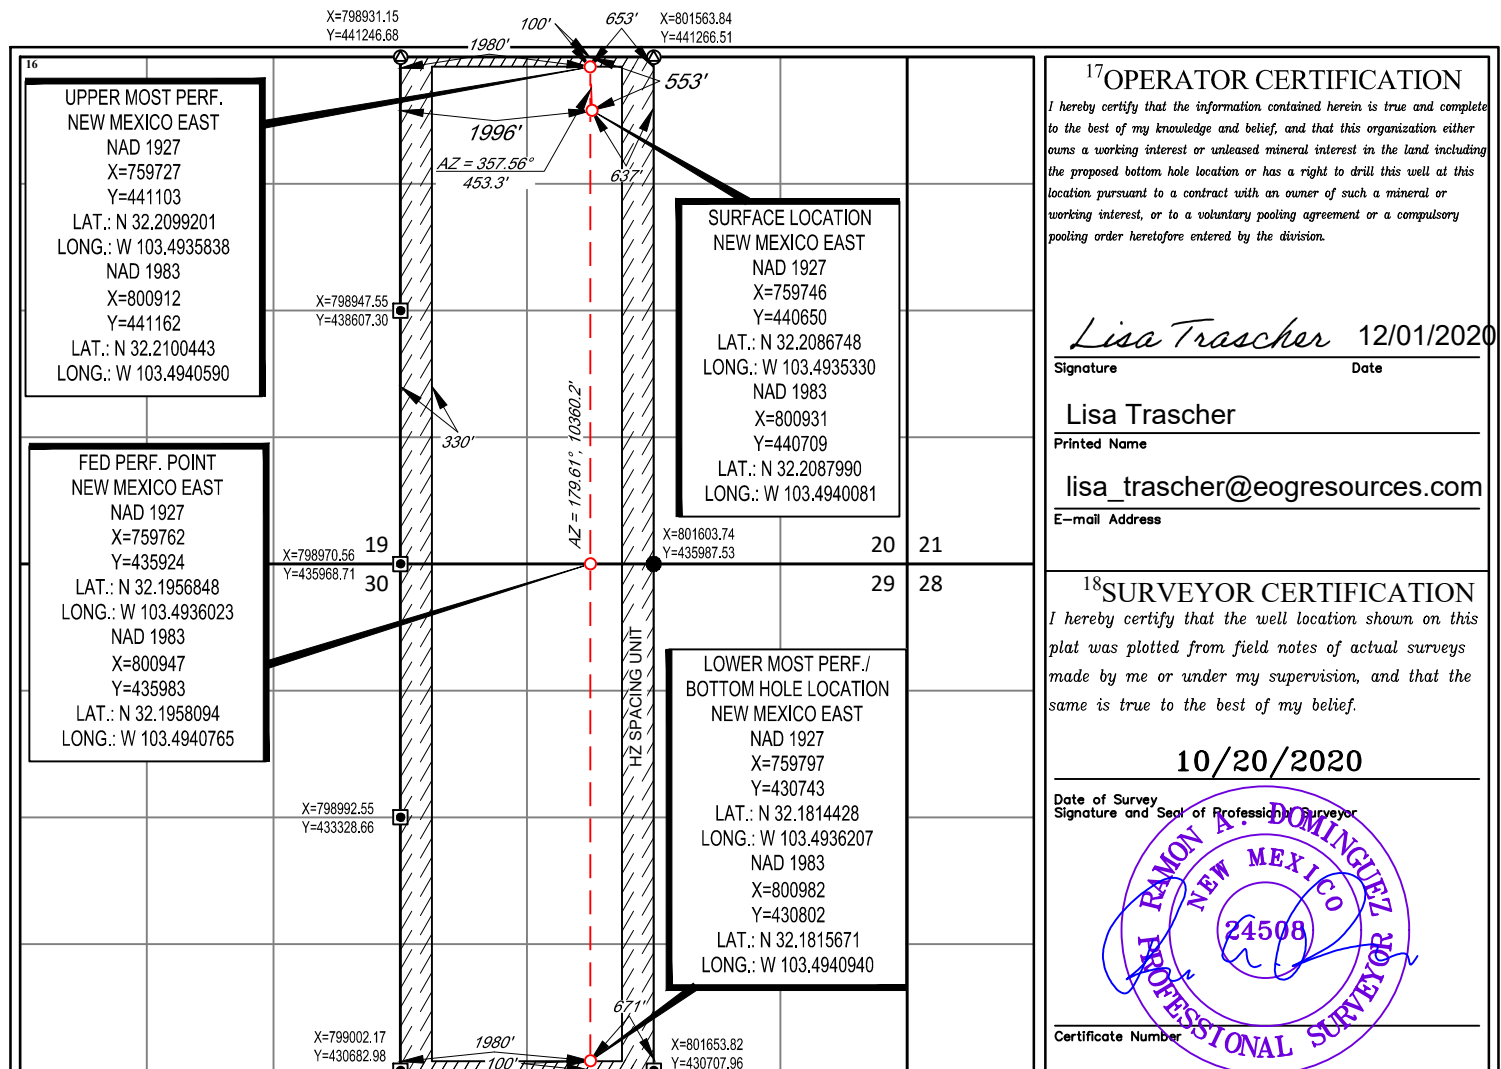 X=798931.15
Y=441246.68
100'
653'
X=801563.84
Y=441266.51
1980'
16
553'
1996'
AZ = 357.56°
453.3'
637'
UPPER MOST PERF.
NEW MEXICO EAST
NAD 1927
X=759727
Y=441103
LAT.: N 32.2099201
LONG.: W 103.4935838
NAD 1983
X=800912
Y=441162
LAT.: N 32.2100443
LONG.: W 103.4940590
SURFACE LOCATION
NEW MEXICO EAST
NAD 1927
X=759746
Y=440650
LAT.: N 32.2086748
LONG.: W 103.4935330
NAD 1983
X=800931
Y=440709
LAT.: N 32.2087990
LONG.: W 103.4940081
X=798947.55
Y=438607.30
330'
AZ = 179.61°, 10360.2'
FED PERF. POINT
NEW MEXICO EAST
NAD 1927
X=759762
Y=435924
LAT.: N 32.1956848
LONG.: W 103.4936023
NAD 1983
X=800947
Y=435983
LAT.: N 32.1958094
LONG.: W 103.4940765
X=798970.56
Y=435968.71
19
30
X=801603.74
Y=435987.53
20 21
29 28
HZ SPACING UNIT
LOWER MOST PERF./
BOTTOM HOLE LOCATION
NEW MEXICO EAST
NAD 1927
X=759797
Y=430743
LAT.: N 32.1814428
LONG.: W 103.4936207
NAD 1983
X=800982
Y=430802
LAT.: N 32.1815671
LONG.: W 103.4940940
X=798992.55
Y=433328.66
671'
X=799002.17
Y=430682.98
1980'
100'
X=801653.82
Y=430707.96
17OPERATOR CERTIFICATION
I hereby certify that the information contained herein is true and complete
to the best of my knowledge and belief, and that this organization either
owns a working interest or unleased mineral interest in the land including
the proposed bottom hole location or has a right to drill this well at this
location pursuant to a contract with an owner of such a mineral or
working interest, or to a voluntary pooling agreement or a compulsory
pooling order heretofore entered by the division.
Lisa Trascher 12/01/2020
Signature Date
Lisa Trascher
Printed Name
lisa_trascher@eogresources.com
E-mail Address
18SURVEYOR CERTIFICATION
I hereby certify that the well location shown on this
plat was plotted from field notes of actual surveys
made by me or under my supervision, and that the
same is true to the best of my belief.
10/20/2020
Date of Survey
Signature and Seal of Professional Surveyor
RAMON A. DOMINGUEZ
NEW MEXICO
24508
PROFESSIONAL SURVEYOR
Certificate Number